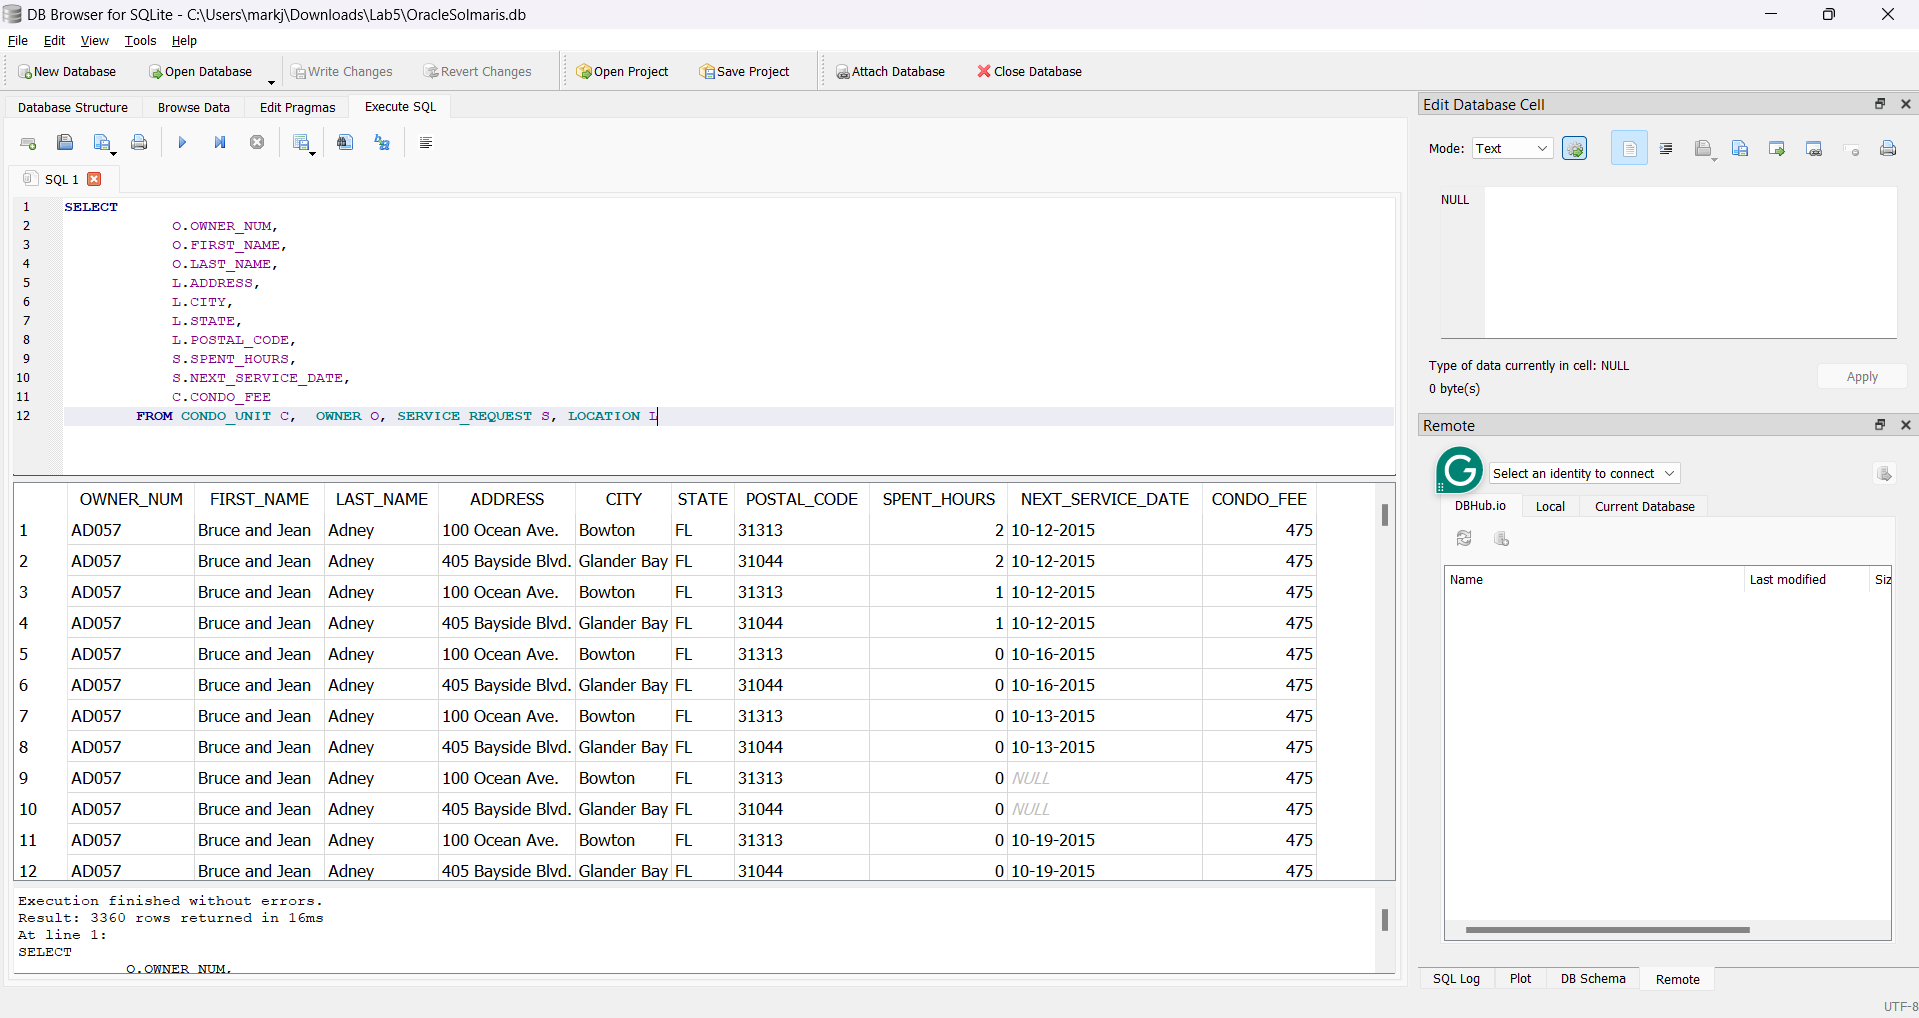 DB Browser for SQLite - C:\Users\markj\Downloads\Lab5\OracleSolmaris.db
File Edit View Tools Help
New Database Open Database Write Changes Revert Changes Open Project Save Project Attach Database Close Database
Database Structure Browse Data Edit Pragmas Execute SQL
SQL 1
1 SELECT
2 O.OWNER_NUM,
3 O.FIRST_NAME,
4 O.LAST_NAME,
5 L.ADDRESS,
6 L.CITY,
7 L.STATE,
8 L.POSTAL_CODE,
9 S.SPENT_HOURS,
10 S.NEXT_SERVICE_DATE,
11 C.CONDO_FEE
12 FROM CONDO_UNIT C, OWNER O, SERVICE_REQUEST S, LOCATION L
OWNER_NUM FIRST_NAME LAST_NAME ADDRESS CITY STATE POSTAL_CODE SPENT_HOURS NEXT_SERVICE_DATE CONDO_FEE
1 AD057 Bruce and Jean Adney 100 Ocean Ave. Bowton FL 31313 2 10-12-2015 475
2 AD057 Bruce and Jean Adney 405 Bayside Blvd. Glander Bay FL 31044 2 10-12-2015 475
3 AD057 Bruce and Jean Adney 100 Ocean Ave. Bowton FL 31313 1 10-12-2015 475
4 AD057 Bruce and Jean Adney 405 Bayside Blvd. Glander Bay FL 31044 1 10-12-2015 475
5 AD057 Bruce and Jean Adney 100 Ocean Ave. Bowton FL 31313 0 10-16-2015 475
6 AD057 Bruce and Jean Adney 405 Bayside Blvd. Glander Bay FL 31044 0 10-16-2015 475
7 AD057 Bruce and Jean Adney 100 Ocean Ave. Bowton FL 31313 0 10-13-2015 475
8 AD057 Bruce and Jean Adney 405 Bayside Blvd. Glander Bay FL 31044 0 10-13-2015 475
9 AD057 Bruce and Jean Adney 100 Ocean Ave. Bowton FL 31313 0 NULL 475
10 AD057 Bruce and Jean Adney 405 Bayside Blvd. Glander Bay FL 31044 0 NULL 475
11 AD057 Bruce and Jean Adney 100 Ocean Ave. Bowton FL 31313 0 10-19-2015 475
12 AD057 Bruce and Jean Adney 405 Bayside Blvd. Glander Bay FL 31044 0 10-19-2015 475
Execution finished without errors.
Result: 3360 rows returned in 16ms
At line 1:
SELECT
O.OWNER_NUM,
Edit Database Cell
Mode: Text
NULL
Type of data currently in cell: NULL
0 byte(s)
Apply
Remote
G
Select an identity to connect
DBHub.io Local Current Database
Name Last modified Siz
SQL Log Plot DB Schema Remote
UTF-8